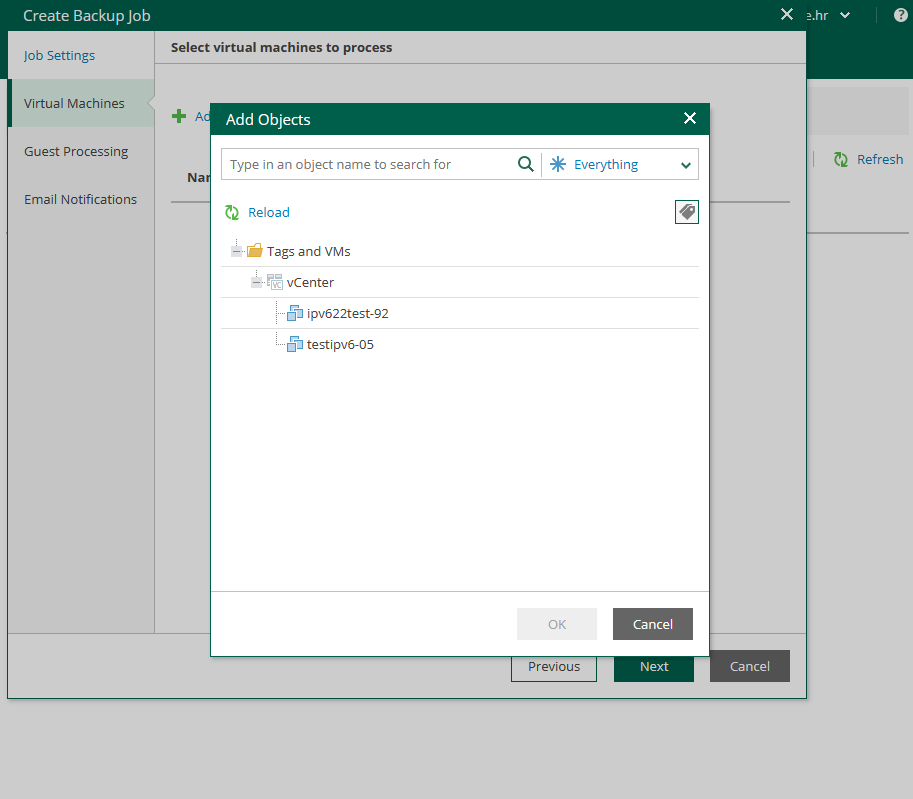 Create Backup Job
e.hr
Job Settings
Select virtual machines to process
Virtual Machines
Ad
Add Objects
Guest Processing
Type in an object name to search for
Everything
Refresh
Nar
Email Notifications
Reload
Tags and VMs
VC
vCenter
ipv622test-92
testipv6-05
OK
Cancel
Previous
Next
Cancel